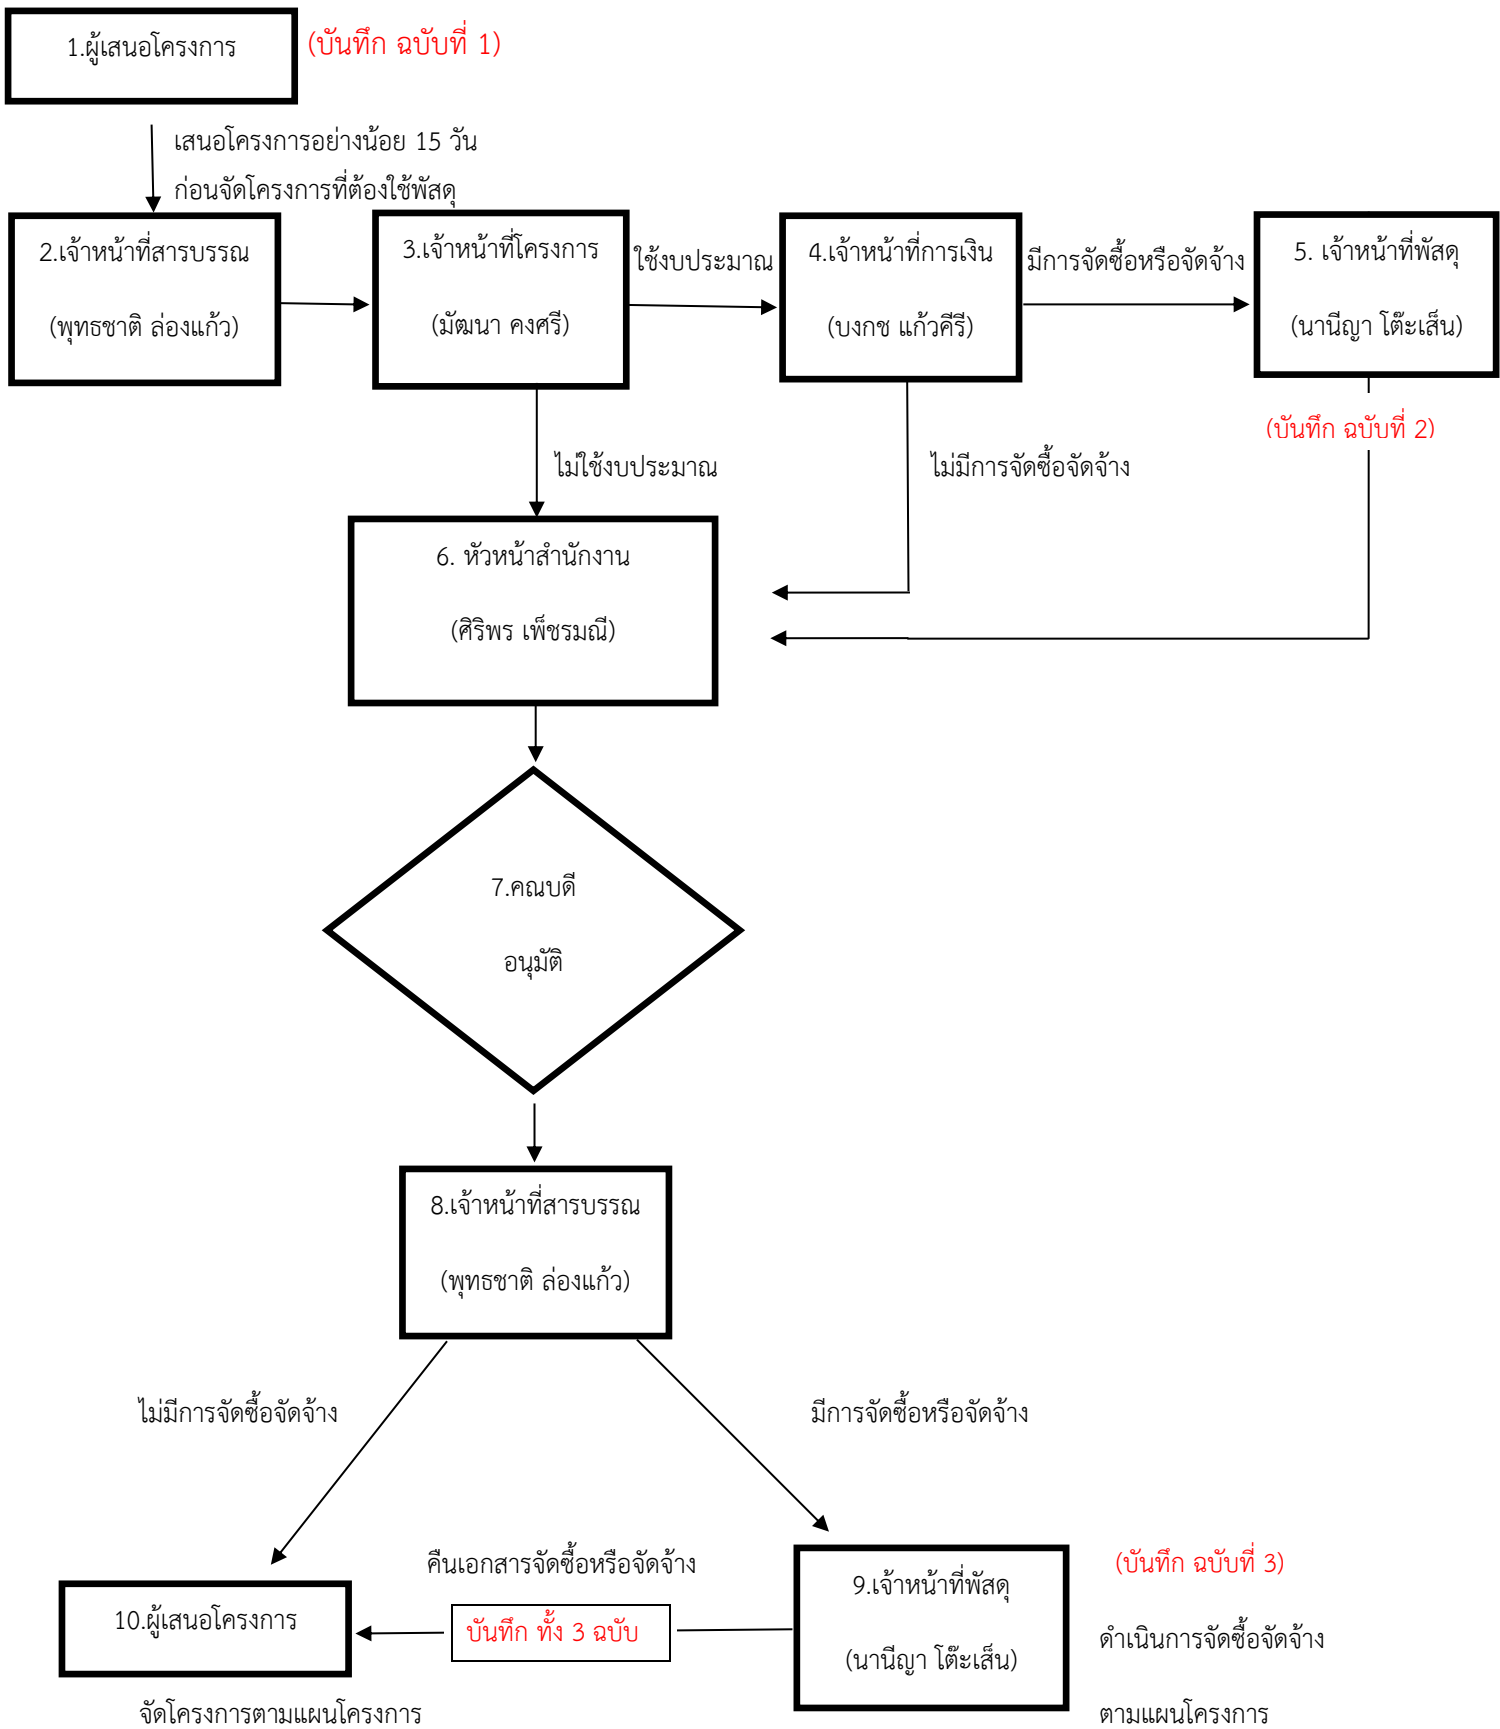 1.ผู้เสนอโครงการ
(บันทึก ฉบับที่ 1)
เสนอโครงการอย่างน้อย 15 วัน
ก่อนจัดโครงการที่ต้องใช้พัสดุ
2.เจ้าหน้าที่สารบรรณ
(พุทธชาติ ล่องแก้ว)
3.เจ้าหน้าที่โครงการ
(มัฒนา คงศรี)
ใช้งบประมาณ
4.เจ้าหน้าที่การเงิน
(บงกช แก้วคีรี)
มีการจัดซื้อหรือจัดจ้าง
5. เจ้าหน้าที่พัสดุ
(นานีญา โต๊ะเส็น)
(บันทึก ฉบับที่ 2)
ไม่ใช้งบประมาณ
ไม่มีการจัดซื้อจัดจ้าง
6. หัวหน้าสำนักงาน
(ศิริพร เพ็ชรมณี)
7.คณบดี
อนุมัติ
8.เจ้าหน้าที่สารบรรณ
(พุทธชาติ ล่องแก้ว)
ไม่มีการจัดซื้อจัดจ้าง
มีการจัดซื้อหรือจัดจ้าง
คืนเอกสารจัดซื้อหรือจัดจ้าง
บันทึก ทั้ง 3 ฉบับ
9.เจ้าหน้าที่พัสดุ
(นานีญา โต๊ะเส็น)
(บันทึก ฉบับที่ 3)
ดำเนินการจัดซื้อจัดจ้าง
ตามแผนโครงการ
10.ผู้เสนอโครงการ
จัดโครงการตามแผนโครงการ